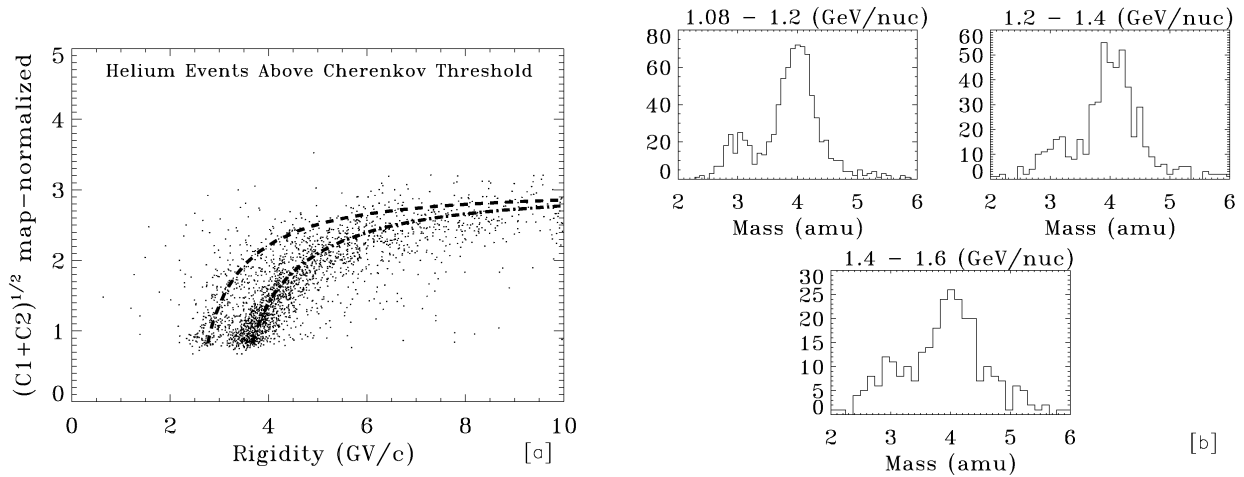 Helium Events Above Cherenkov Threshold
(C1+C2)1/2 map-normalized
5
4
3
2
1
0
0 2 4 6 8 10
Rigidity (GV/c)
[a]
1.08 - 1.2 (GeV/nuc)
80
60
40
20
0
2 3 4 5 6
Mass (amu)
1.2 - 1.4 (GeV/nuc)
60
50
40
30
20
10
0
2 3 4 5 6
Mass (amu)
1.4 - 1.6 (GeV/nuc)
30
25
20
15
10
5
0
2 3 4 5 6
Mass (amu)
[b]